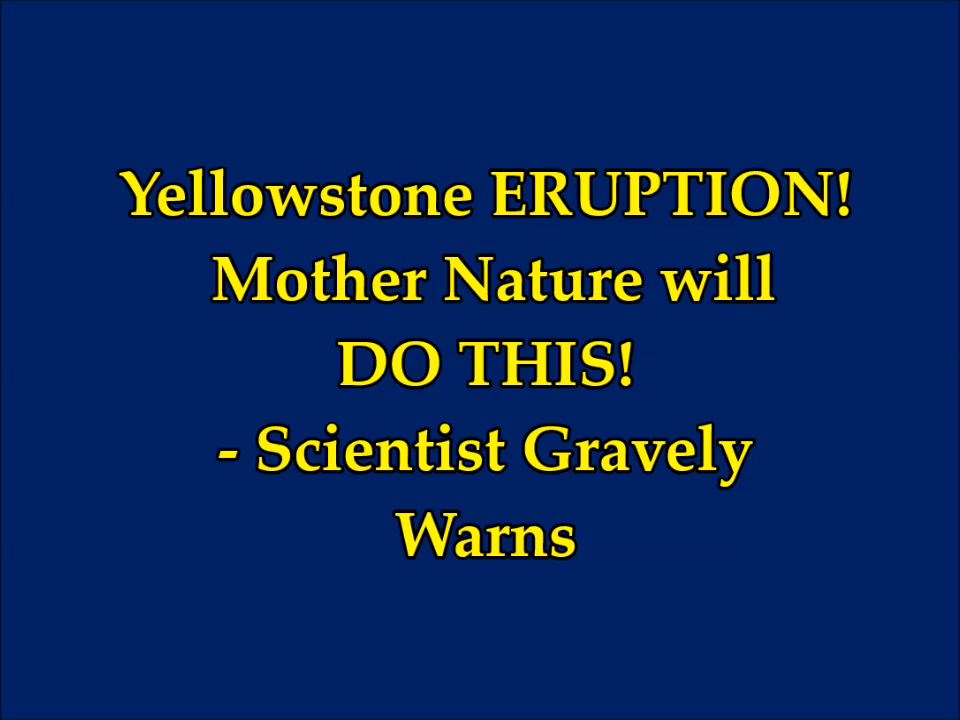 Yellowstone ERUPTION!
Mother Nature will
DO THIS!
- Scientist Gravely
Warns